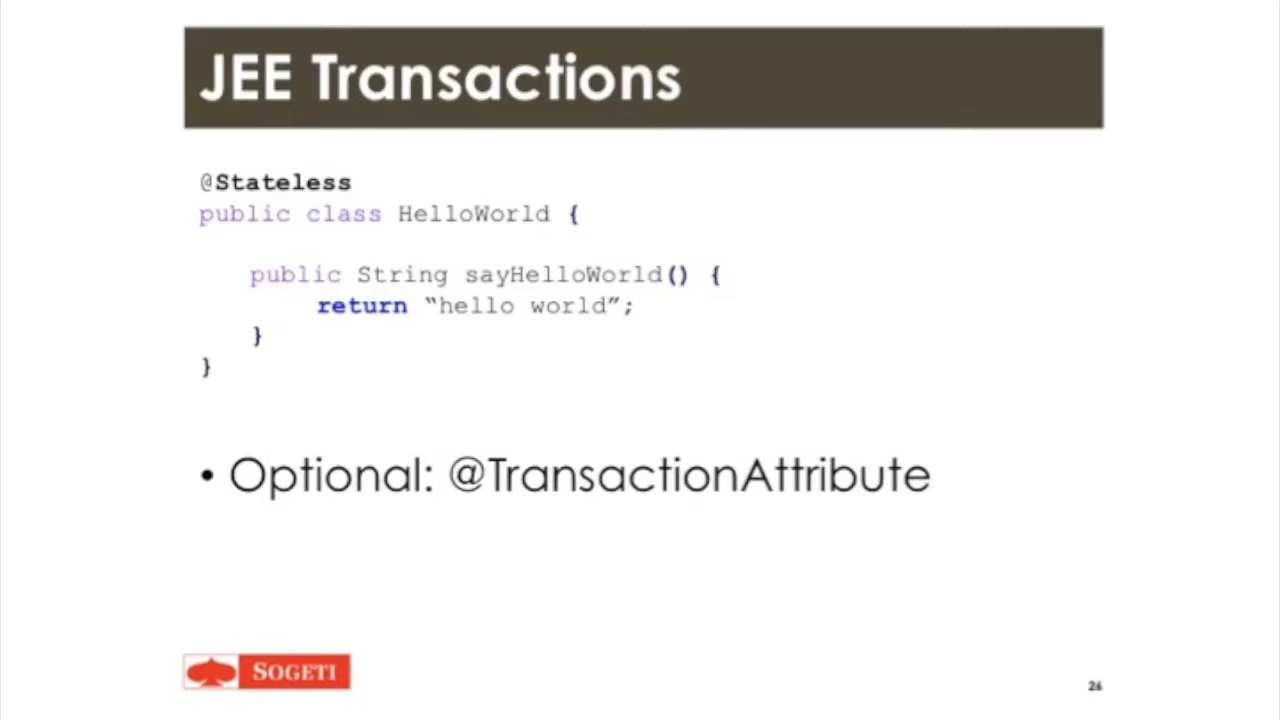 JEE Transactions
@Stateless
public class HelloWorld {
public String sayHelloWorld() {
return “hello world”;
}
}
• Optional: @TransactionAttribute
SOGETI
26